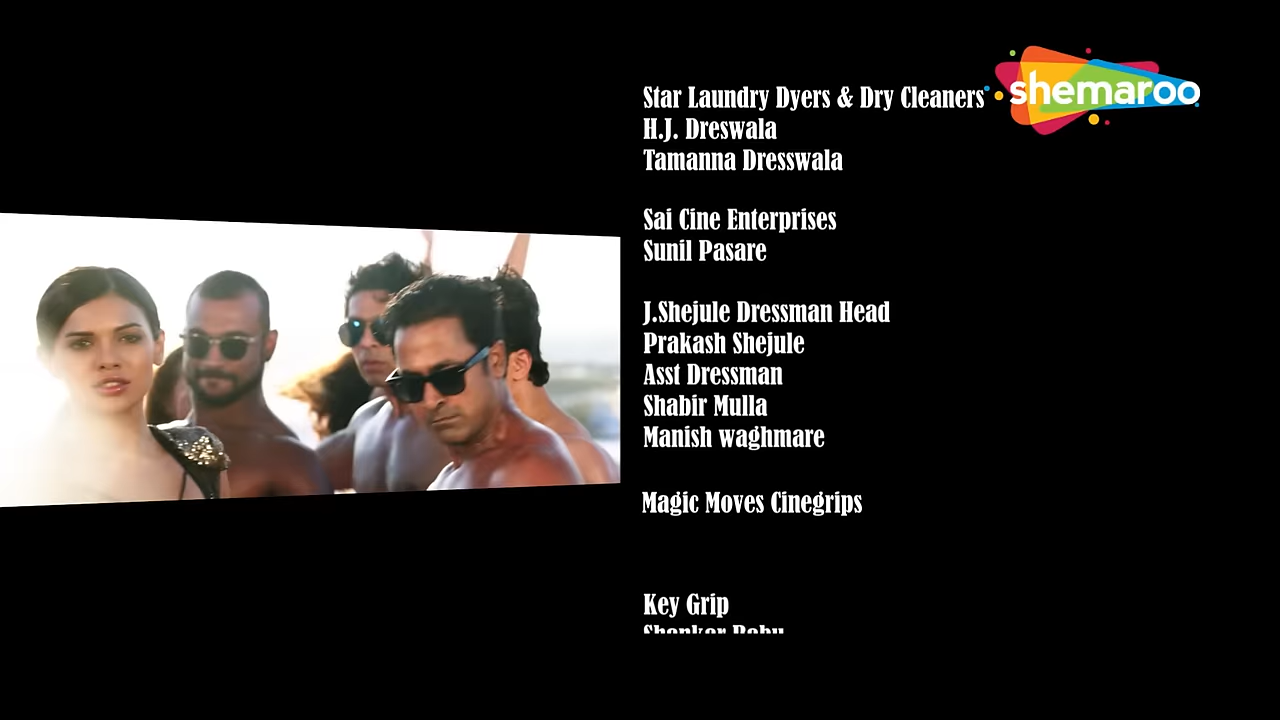 shemaroo
Star Laundry Dyers & Dry Cleaners
H.J. Dreswala
Tamanna Dresswala
Sai Cine Enterprises
Sunil Pasare
J.Shejule Dressman Head
Prakash Shejule
Asst Dressman
Shabir Mulla
Manish waghmare
Magic Moves Cinegrips
Key Grip